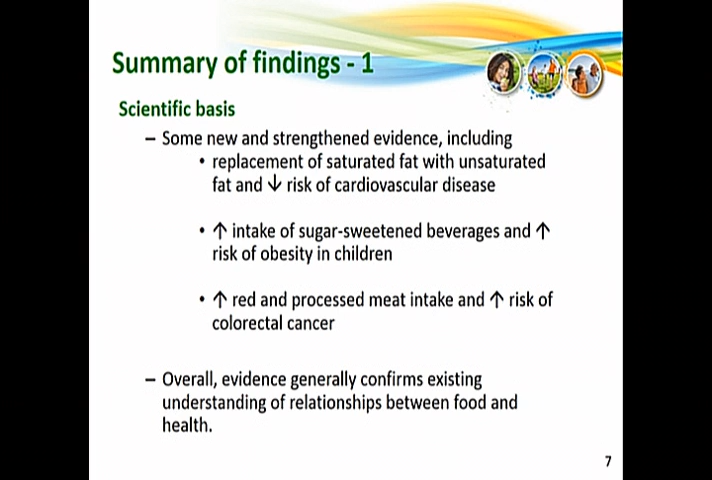 Summary of findings - 1
Scientific basis
– Some new and strengthened evidence, including
• replacement of saturated fat with unsaturated
fat and ↓ risk of cardiovascular disease
• ↑ intake of sugar-sweetened beverages and ↑
risk of obesity in children
• ↑ red and processed meat intake and ↑ risk of
colorectal cancer
– Overall, evidence generally confirms existing
understanding of relationships between food and
health.
7